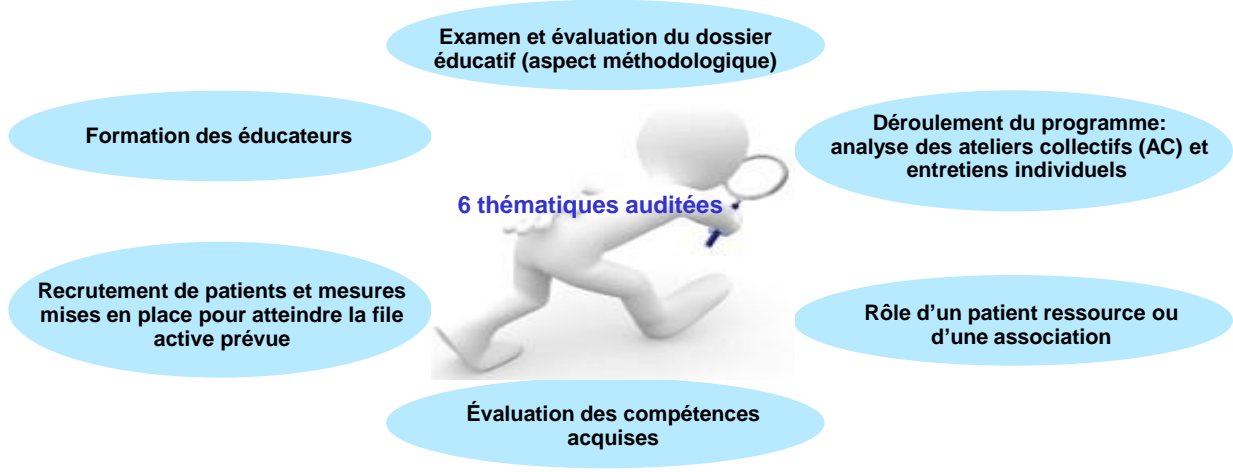 Examen et évaluation du dossier
éducatif (aspect méthodologique)
Formation des éducateurs
Déroulement du programme:
analyse des ateliers collectifs (AC) et
entretiens individuels
6 thématiques auditées
Recrutement de patients et mesures
mises en place pour atteindre la file
active prévue
Rôle d’un patient ressource ou
d’une association
Évaluation des compétences
acquises